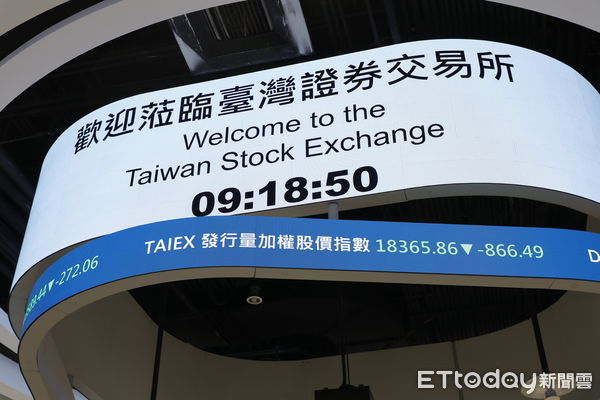 歡迎蒞臨臺灣證券交易所
Welcome to the
Taiwan Stock Exchange
09:18:50
▼-272.06
TAIEX 發行量加權股價指數 18365.86▼-866.49
D
ETtoday新聞雲